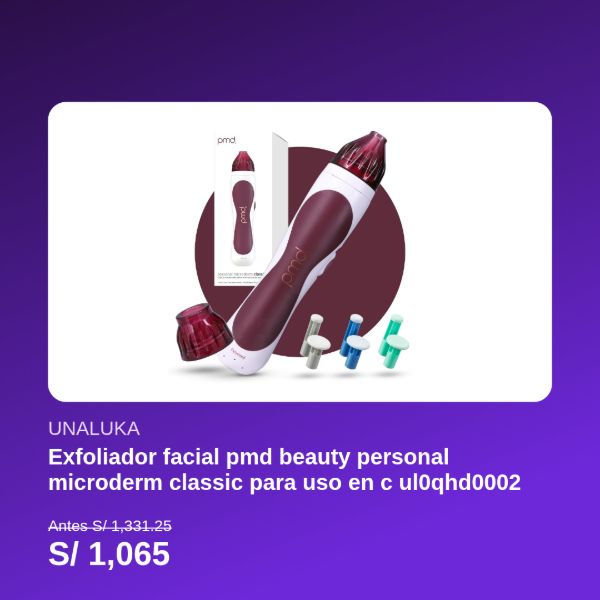 pmd
pmd
pmd
UNALUKA
Exfoliador facial pmd beauty personal
microderm classic para uso en c ul0qhd0002
Antes S/ 1,331.25
S/ 1,065